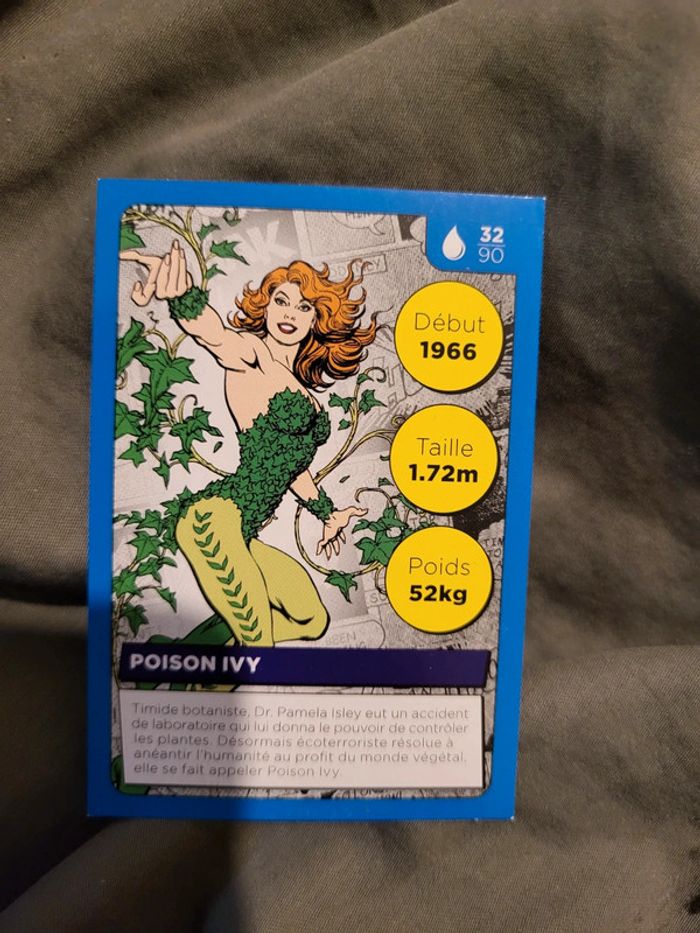 32
90
Début
1966
Taille
1.72m
Poids
52kg
POISON IVY
Timide botaniste, Dr. Pamela Isley eut un accident
de laboratoire qui lui donna le pouvoir de contrôler
les plantes. Désormais écoterroriste résolue à
anéantir l'humanité au profit du monde végétal,
elle se fait appeler Poison Ivy.